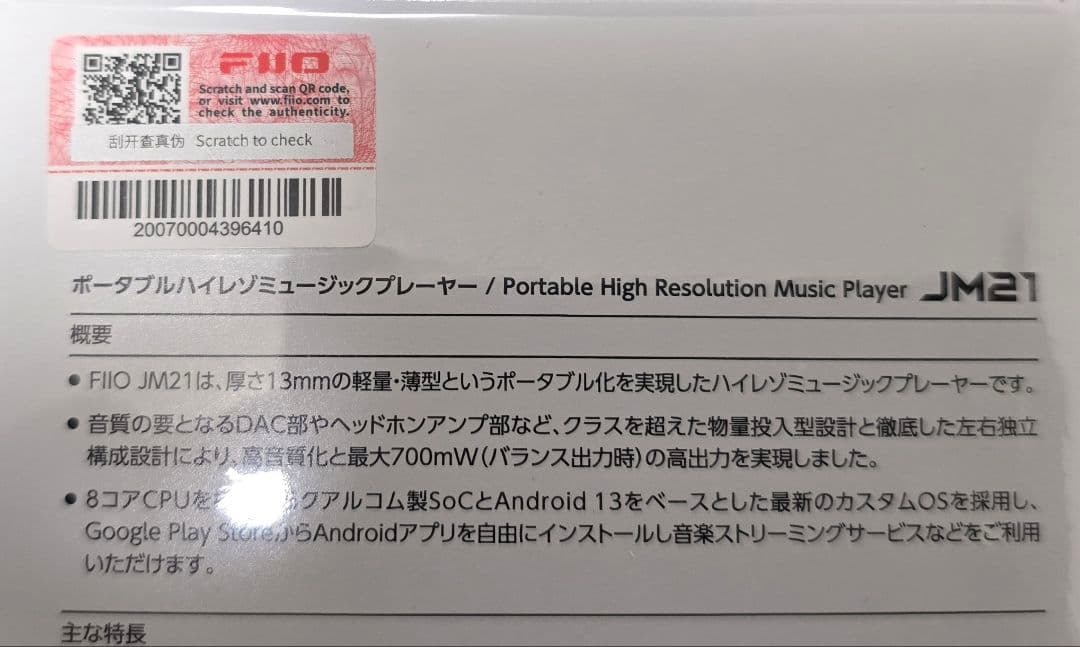 FIIO
Scratch and scan QR code,
or visit www.fiio.com to
check the authenticity.
刮开查真伪 Scratch to check
20070004396410
ポータブルハイレゾミュージックプレーヤー / Portable High Resolution Music Player JM21
概要
● FIIO JM21は、厚さ13mmの軽量・薄型というポータブル化を実現したハイレゾミュージックプレーヤーです。
● 音質の要となるDAC部やヘッドホンアンプ部など、クラスを超えた物量投入型設計と徹底した左右独立
構成設計により、高音質化と最大700mW(バランス出力時)の高出力を実現しました。
● 8コアCPUを クアルコム製SoCとAndroid 13をベースとした最新のカスタムOSを採用し、
Google Play StoreからAndroidアプリを自由にインストールし音楽ストリーミングサービスなどをご利用
いただけます。
主な特長